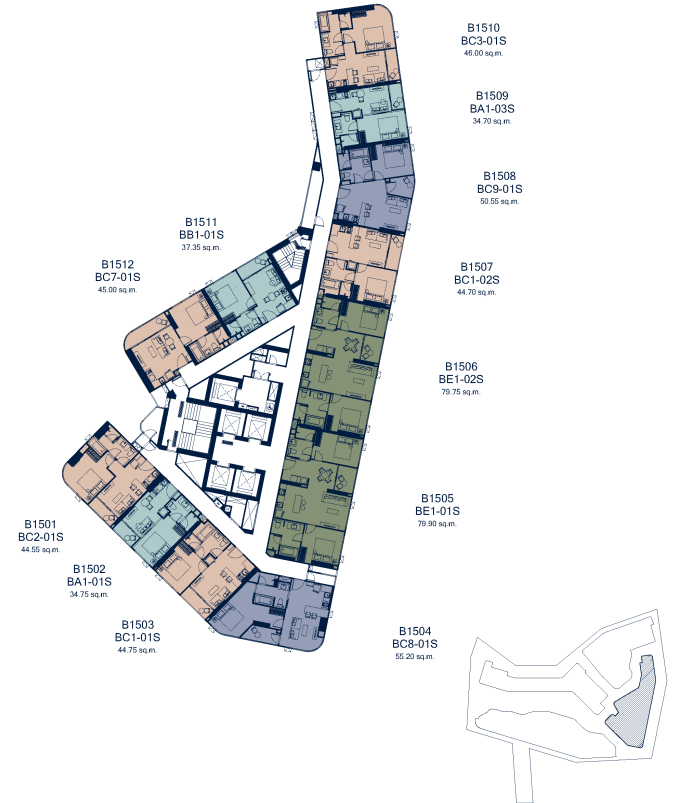 B1510
BC3-01S
46.00 sq.m.
B1509
BA1-03S
34.70 sq.m.
B1508
BC9-01S
50.55 sq.m.
B1511
BB1-01S
37.35 sq.m.
B1512
BC7-01S
45.00 sq.m.
B1507
BC1-02S
44.70 sq.m.
B1506
BE1-02S
79.75 sq.m.
B1505
BE1-01S
79.90 sq.m.
B1501
BC2-01S
44.55 sq.m.
B1502
BA1-01S
34.75 sq.m.
B1503
BC1-01S
44.75 sq.m.
B1504
BC8-01S
55.20 sq.m.